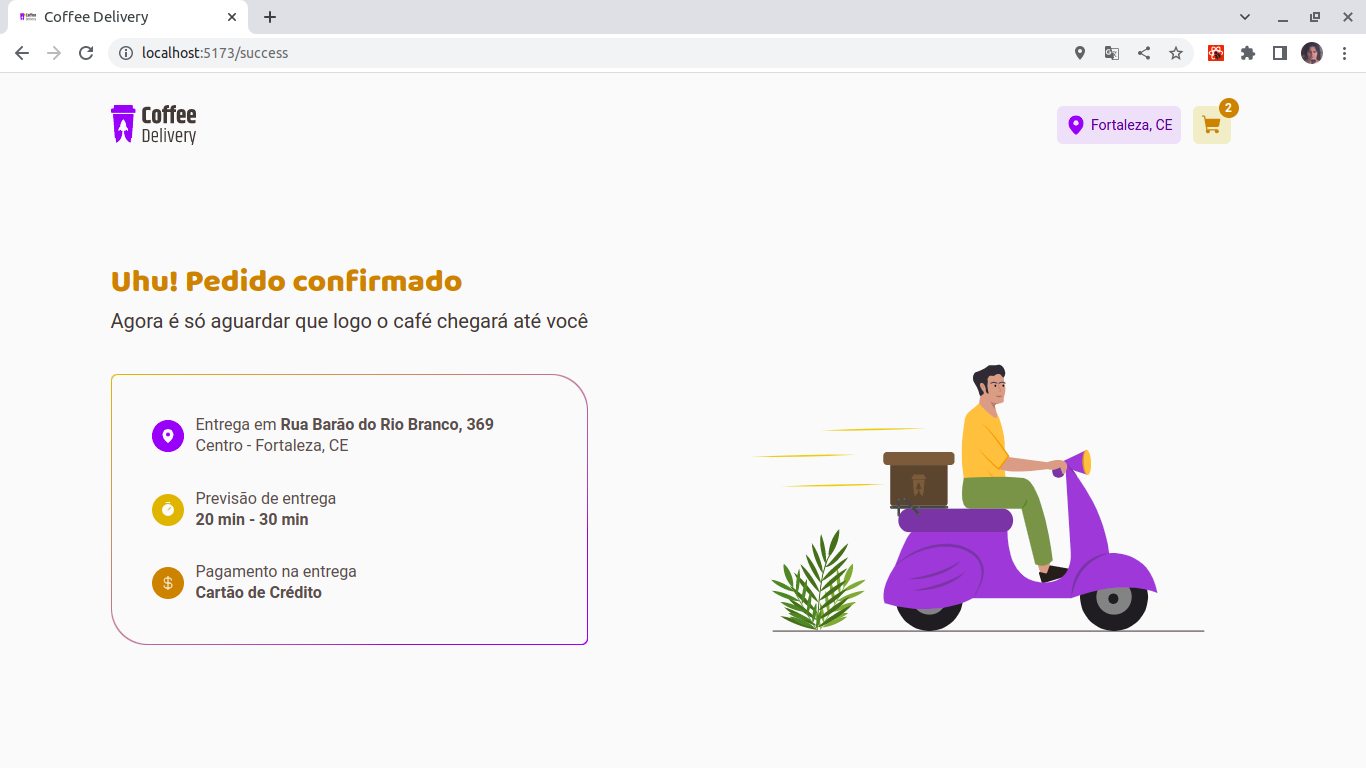 Coffee Delivery
localhost:5173/success
Coffee
Delivery
Fortaleza, CE
2
Uhu! Pedido confirmado
Agora é só aguardar que logo o café chegará até você
Entrega em Rua Barão do Rio Branco, 369
Centro - Fortaleza, CE
Previsão de entrega
20 min - 30 min
Pagamento na entrega
Cartão de Crédito